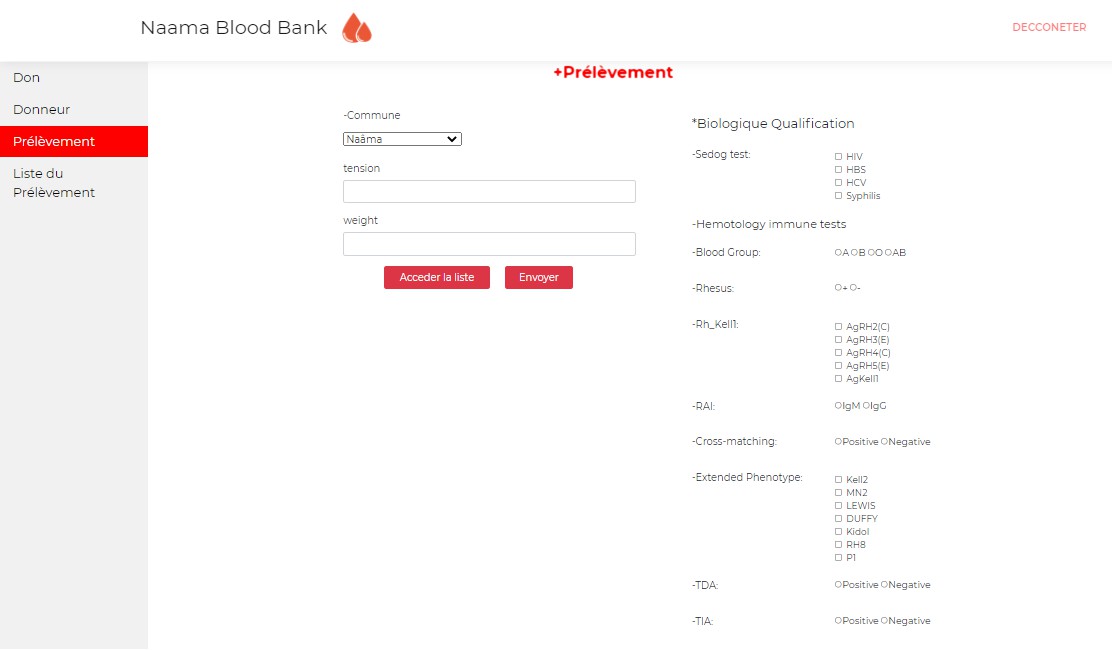 Naama Blood Bank
DECCONETER
Don
Donneur
Prélèvement
Liste du
Prélèvement
+Prélèvement
-Commune
Naâma
tension
weight
Acceder la liste
Envoyer
*Biologique Qualification
-Sedog test:
HIV
HBS
HCV
Syphilis
-Hemotology immune tests
-Blood Group:
A B O AB
-Rhesus:
+ -
-Rh_Kell1:
AgRH2(C)
AgRH3(E)
AgRH4(C)
AgRH5(E)
AgKell1
-RAI:
IgM IgG
-Cross-matching:
Positive Negative
-Extended Phenotype:
Kell2
MN2
LEWIS
DUFFY
Kidol
RH8
P1
-TDA:
Positive Negative
-TIA:
Positive Negative